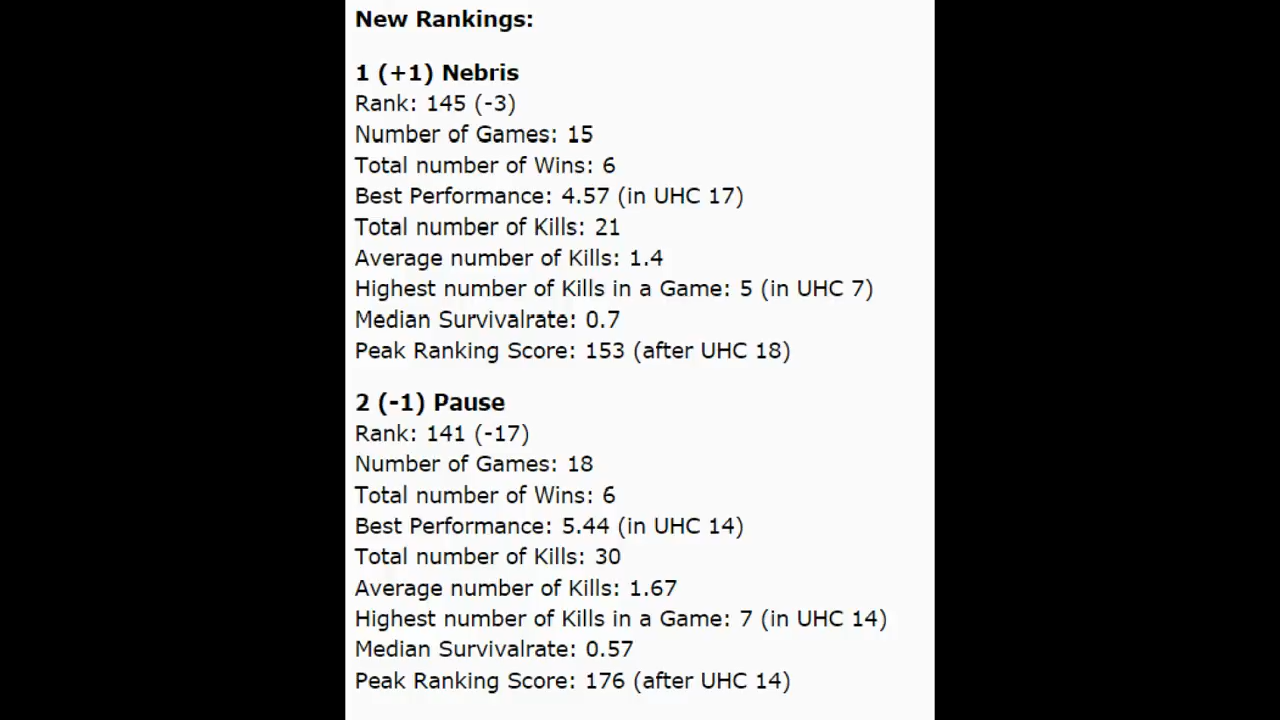 New Rankings:
1 (+1) Nebris
Rank: 145 (-3)
Number of Games: 15
Total number of Wins: 6
Best Performance: 4.57 (in UHC 17)
Total number of Kills: 21
Average number of Kills: 1.4
Highest number of Kills in a Game: 5 (in UHC 7)
Median Survivalrate: 0.7
Peak Ranking Score: 153 (after UHC 18)
2 (-1) Pause
Rank: 141 (-17)
Number of Games: 18
Total number of Wins: 6
Best Performance: 5.44 (in UHC 14)
Total number of Kills: 30
Average number of Kills: 1.67
Highest number of Kills in a Game: 7 (in UHC 14)
Median Survivalrate: 0.57
Peak Ranking Score: 176 (after UHC 14)